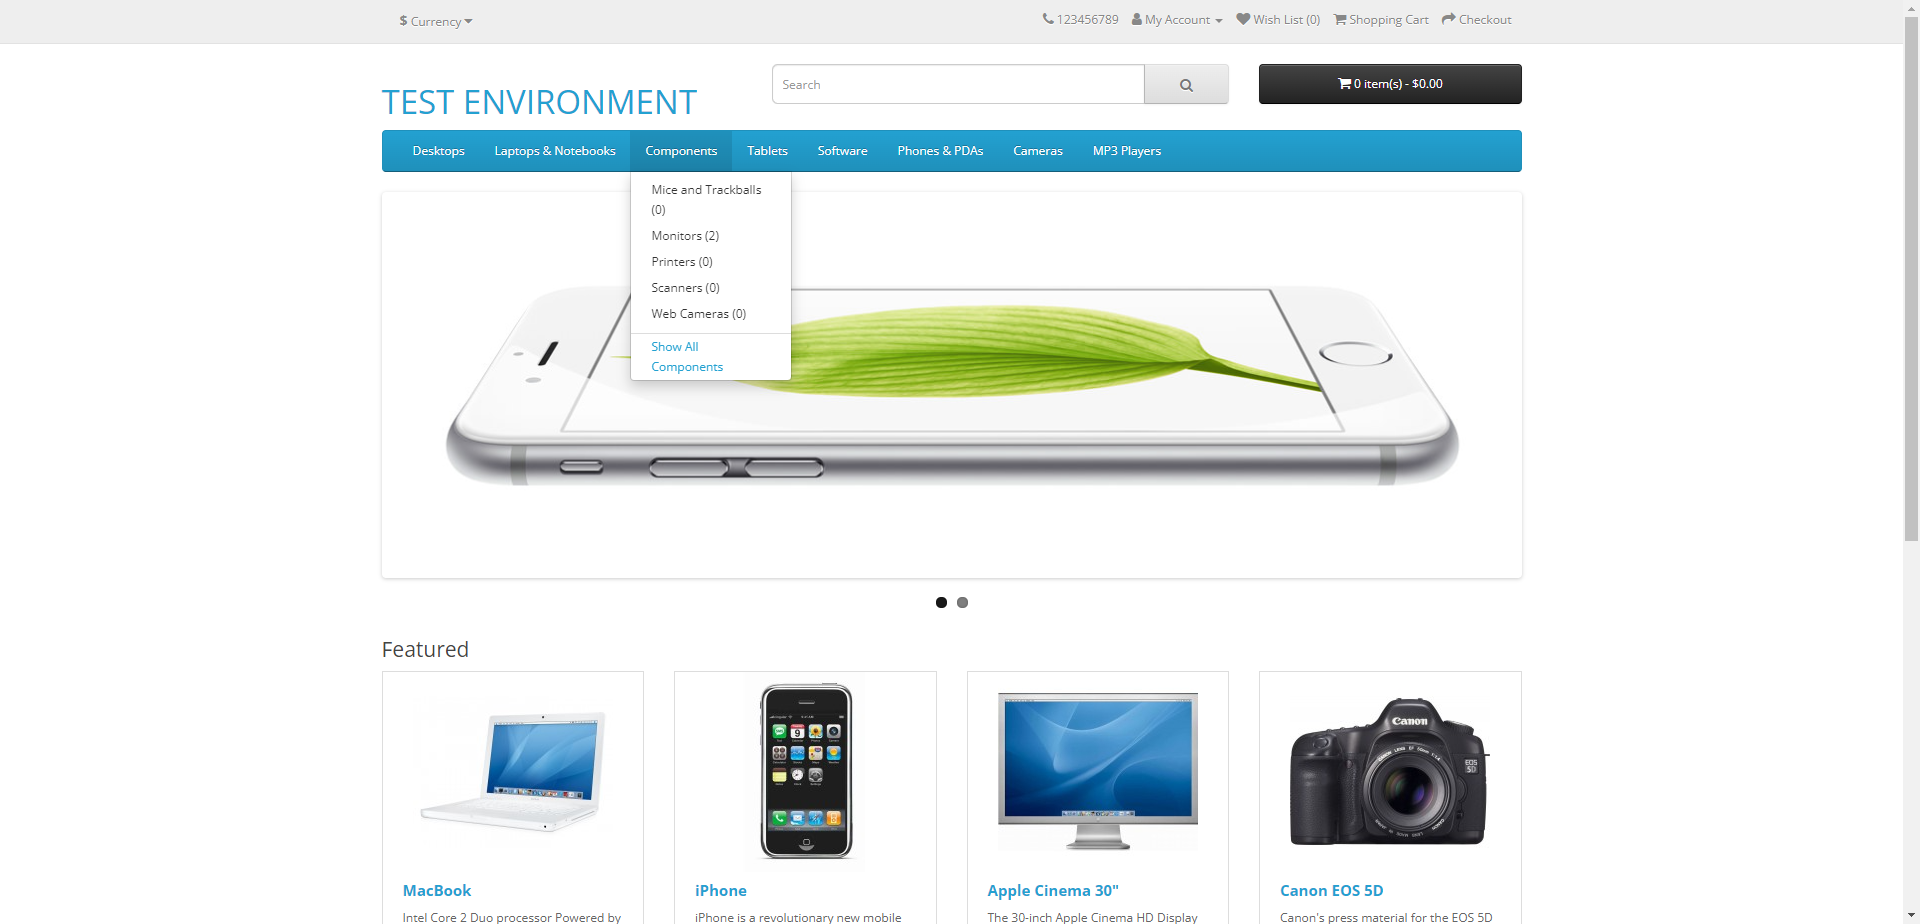 $ Currency
123456789 My Account Wish List (0) Shopping Cart Checkout
TEST ENVIRONMENT
Search
0 item(s) - $0.00
Desktops Laptops & Notebooks Components Tablets Software Phones & PDAs Cameras MP3 Players
Mice and Trackballs
(0)
Monitors (2)
Printers (0)
Scanners (0)
Web Cameras (0)
Show All
Components
Featured
Canon
EOS
5D
MacBook
Intel Core 2 Duo processor Powered by
iPhone
iPhone is a revolutionary new mobile
Apple Cinema 30"
The 30-inch Apple Cinema HD Display
Canon EOS 5D
Canon's press material for the EOS 5D